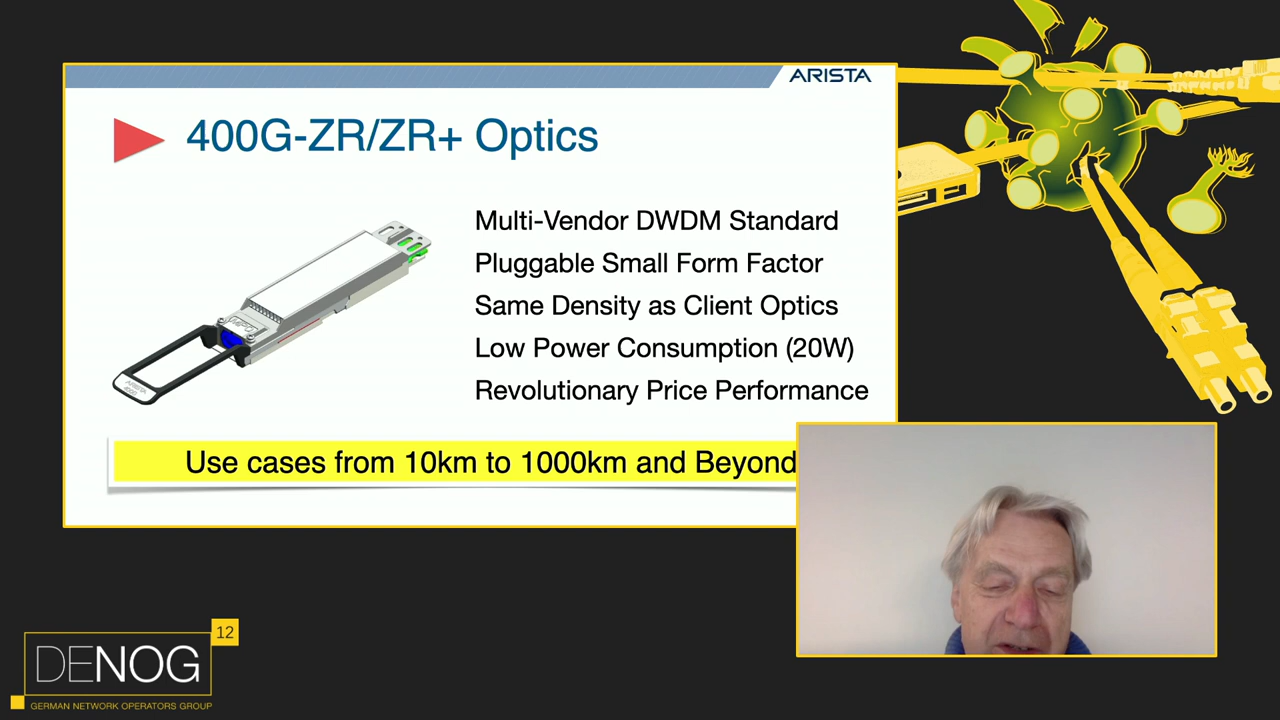 ARISTA
400G-ZR/ZR+ Optics
Multi-Vendor DWDM Standard
Pluggable Small Form Factor
Same Density as Client Optics
Low Power Consumption (20W)
Revolutionary Price Performance
ARISTA
400G
Use cases from 10km to 1000km and Beyond
12
DENOG
GERMAN NETWORK OPERATORS GROUP